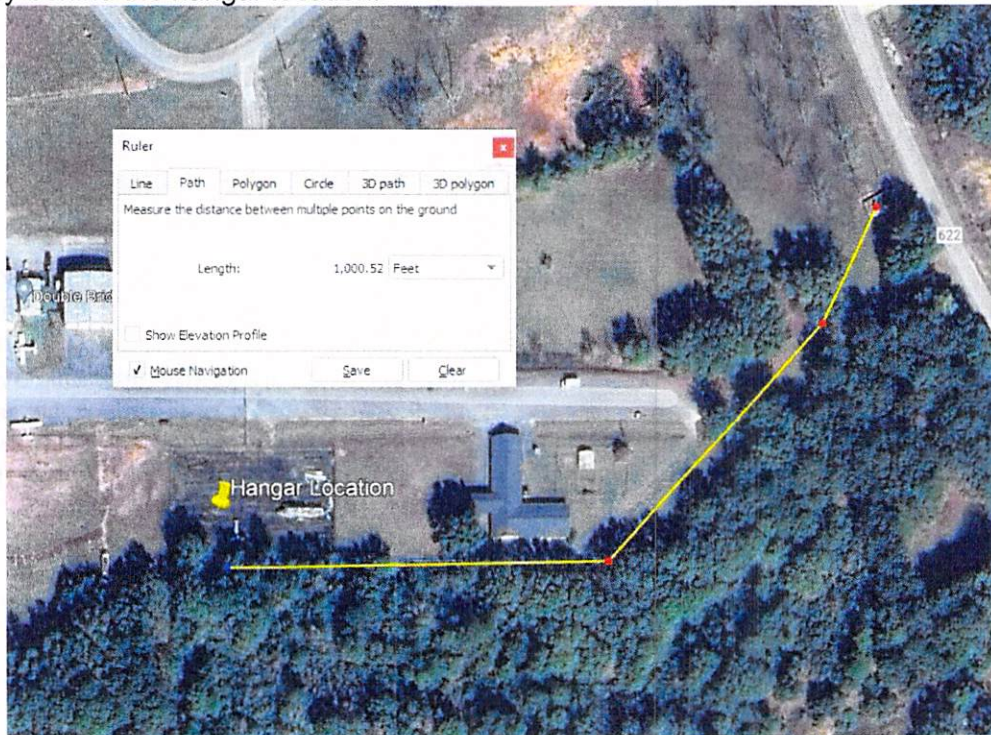 Ruler
Line Path Polygon Circle 3D path 3D polygon
Measure the distance between multiple points on the ground
622
Length: 1,000.52 Feet
Double
Show Elevation Profile
✓ Mouse Navigation Save Clear
Hangar Location